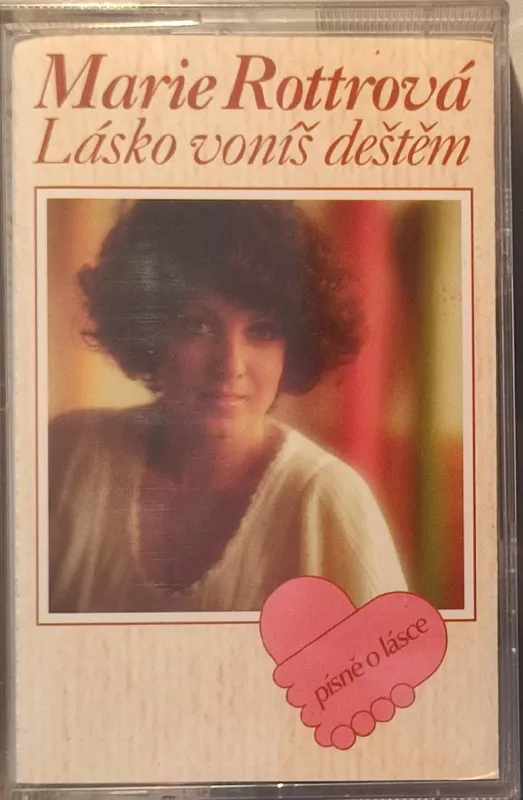 Marie Rottrová
Lásko voníš deštěm
písně o lásce